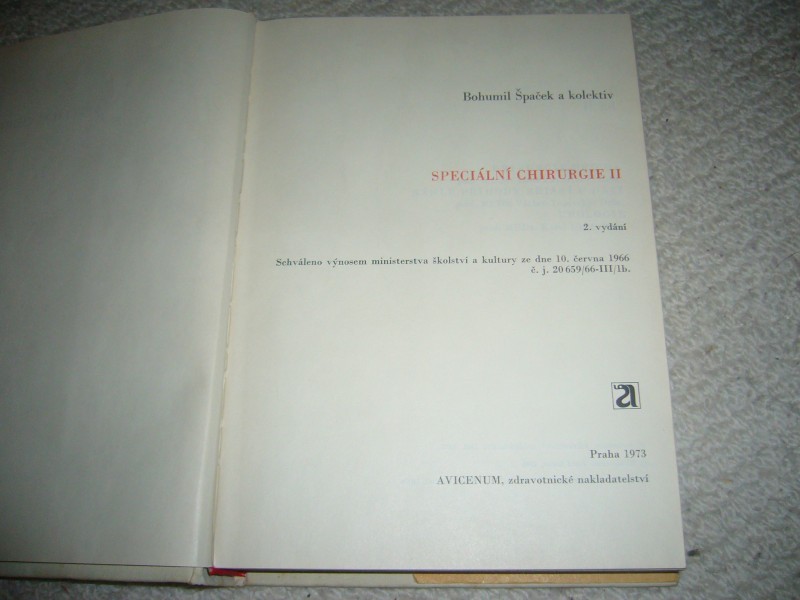 Bohumil Špaček a kolektiv
SPECIÁLNÍ CHIRURGIE II
2. vydání
Schváleno výnosem ministerstva školství a kultury ze dne 10. června 1966
č. j. 20 659/66-III/1b.
Praha 1973
AVICENUM, zdravotnické nakladatelství